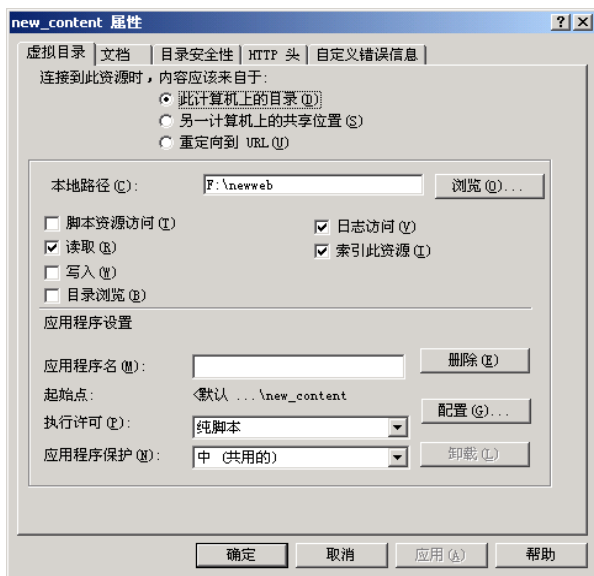 new_content 属性
虚拟目录 文档 目录安全性 HTTP 头 自定义错误信息
连接到此资源时，内容应该来自于:
此计算机上的目录(D)
另一计算机上的共享位置(S)
重定向到 URL(U)
本地路径(C): F:\newweb 浏览(O)...
脚本资源访问(T) 日志访问(V)
读取(R) 索引此资源(I)
写入(W)
目录浏览(B)
应用程序设置
应用程序名(M): 删除(E)
起始点: <默认 ...\new_content
配置(G)...
执行许可(P): 纯脚本
应用程序保护(N): 中 (共用的) 卸载(L)
确定 取消 应用(A) 帮助